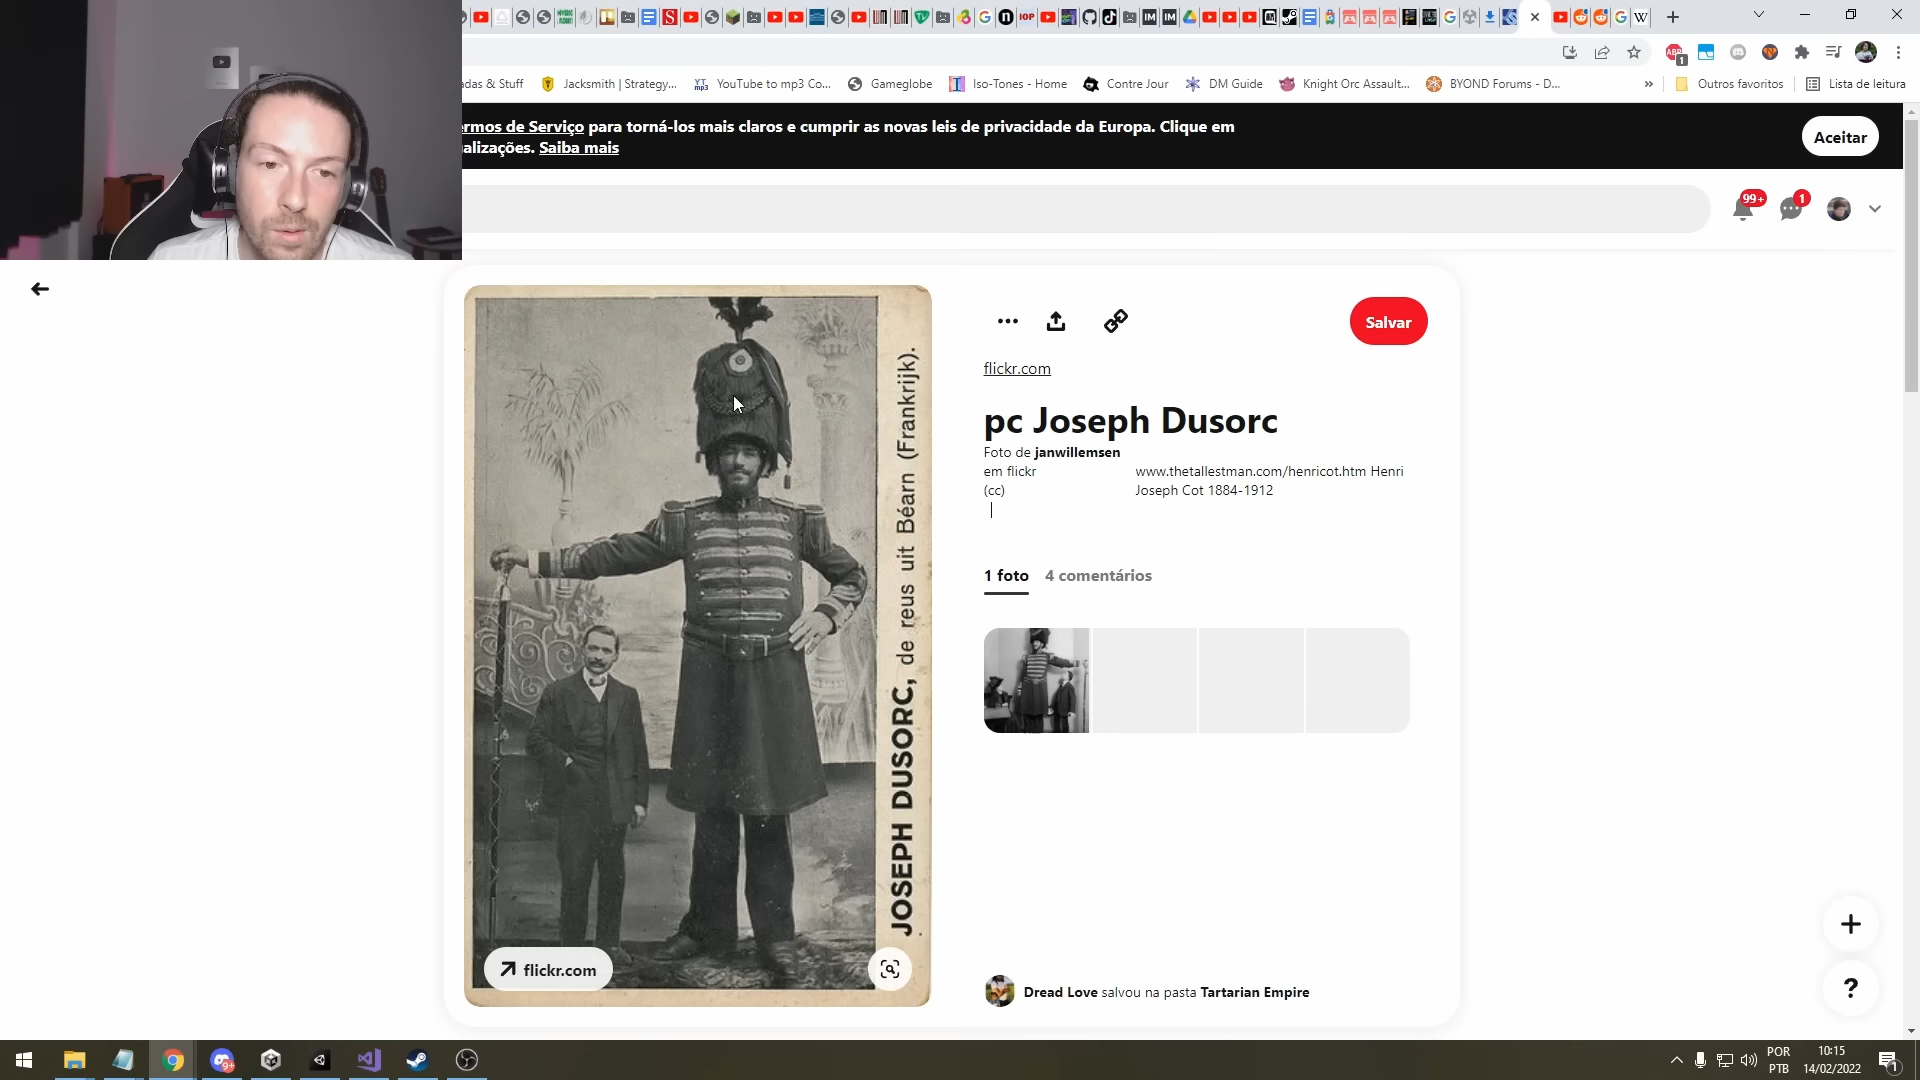 adas & Stuff
Jacksmith | Strategy...
YouTube to mp3 Co...
Gameglobe
Iso-Tones - Home
Contre Jour
DM Guide
Knight Orc Assault...
BYOND Forums - D...
»
Outros favoritos
Lista de leitura
ermos de Serviço para torná-los mais claros e cumprir as novas leis de privacidade da Europa. Clique em
alizações. Saiba mais
Aceitar
99+
1
JOSEPH DUSORC, de reus uit Béarn (Frankrijk).
flickr.com
Salvar
flickr.com
pc Joseph Dusorc
Foto de janwillemsen
em flickr www.thetallestman.com/henricot.htm Henri
(cc) Joseph Cot 1884-1912
1 foto 4 comentários
Dread Love salvou na pasta Tartarian Empire
?
POR
PTB
10:15
14/02/2022